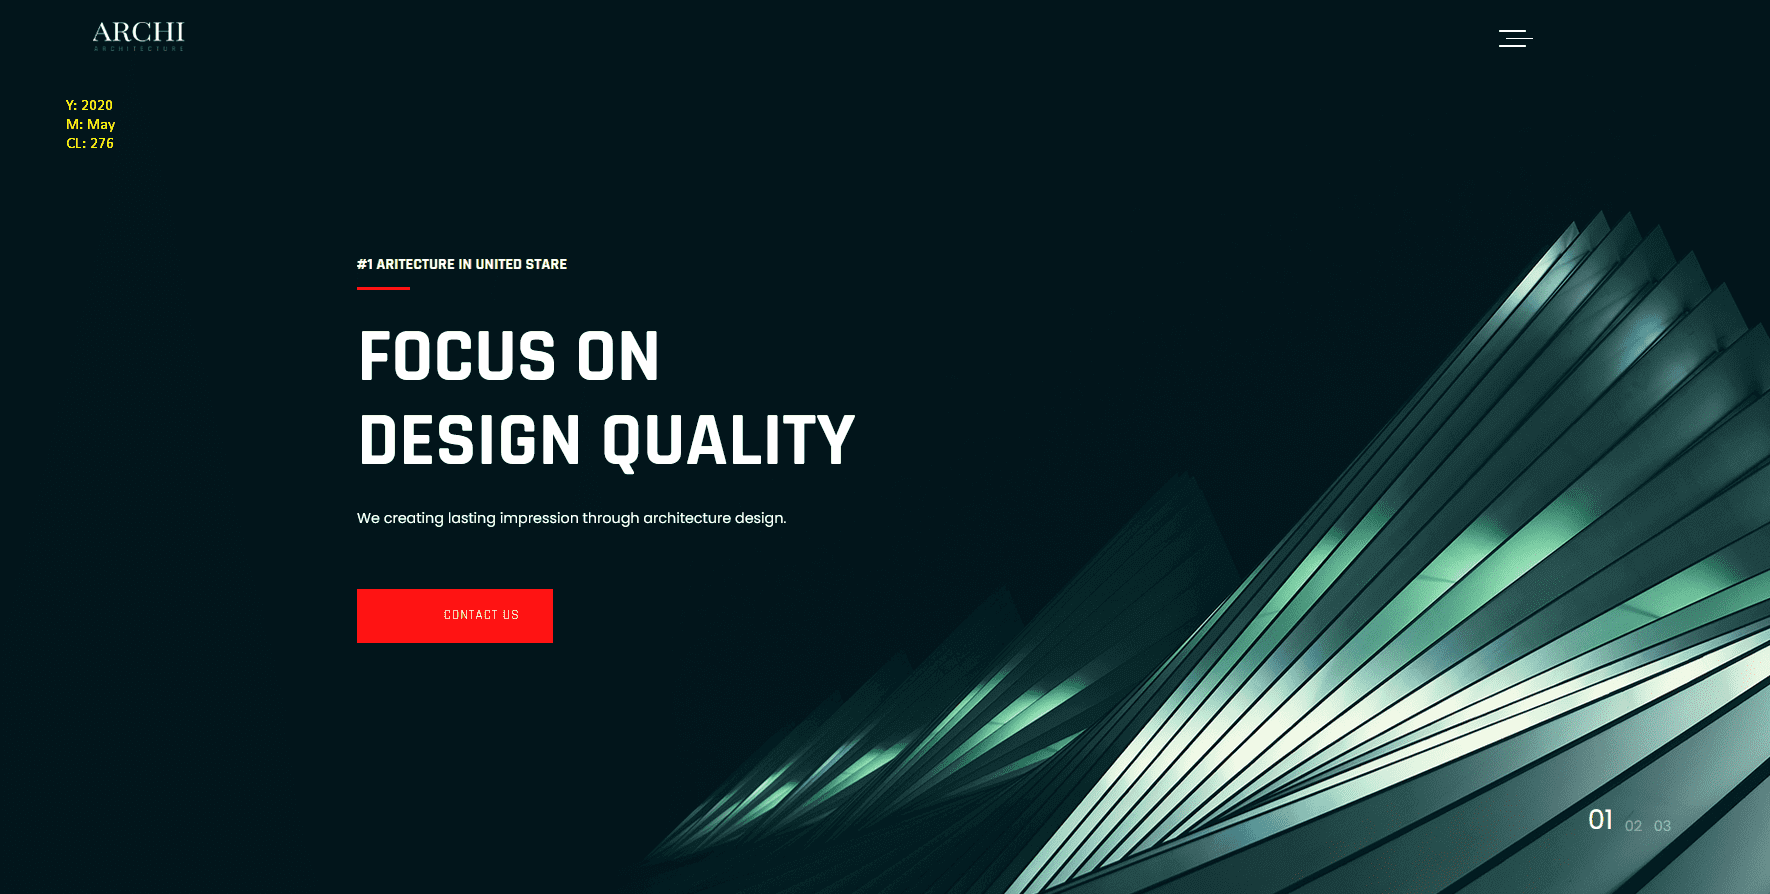 ARCHI
ARCHITECTURE
Y: 2020
M: May
CL: 276
#1 ARITECTURE IN UNITED STARE
FOCUS ON
DESIGN QUALITY
We creating lasting impression through architecture design.
CONTACT US
01 02 03